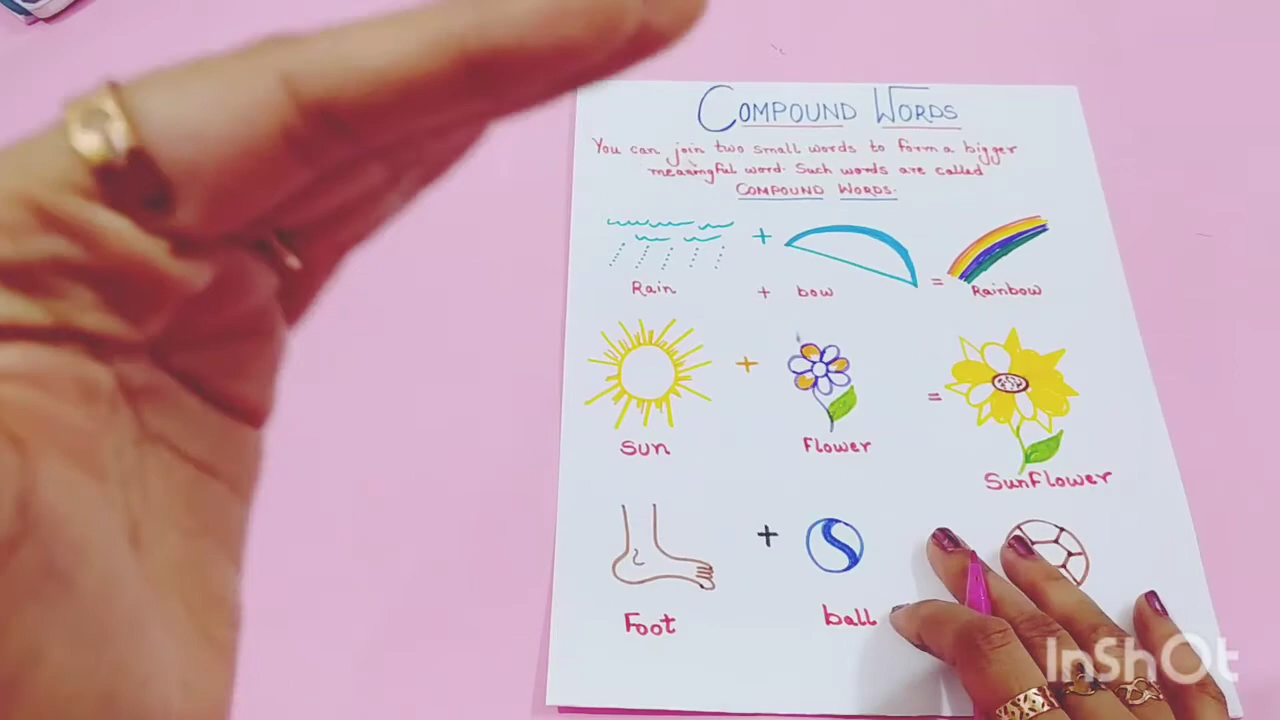 COMPOUND WORDS
You can join two small words to form a bigger
meaningful word. Such words are called
COMPOUND WORDS.
+
Rain + bow = Rainbow
+ =
Sun Flower SunFlower
+
Foot ball
InShOt